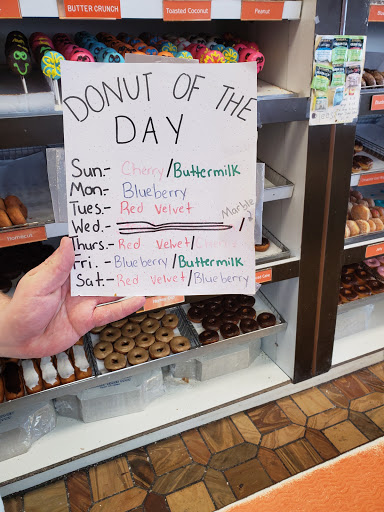 BUTTER CRUNCH
Toasted Coconut
Peanut
DONUT OF THE
DAY
Sun.- Cherry/Buttermilk
Mon.- Blueberry
Tues.- Red Velvet
Wed.- / Marble
Thurs.- Red Velvet/Cherry
Fri.- Blueberry/Buttermilk
Sat.- Red Velvet/Blueberry